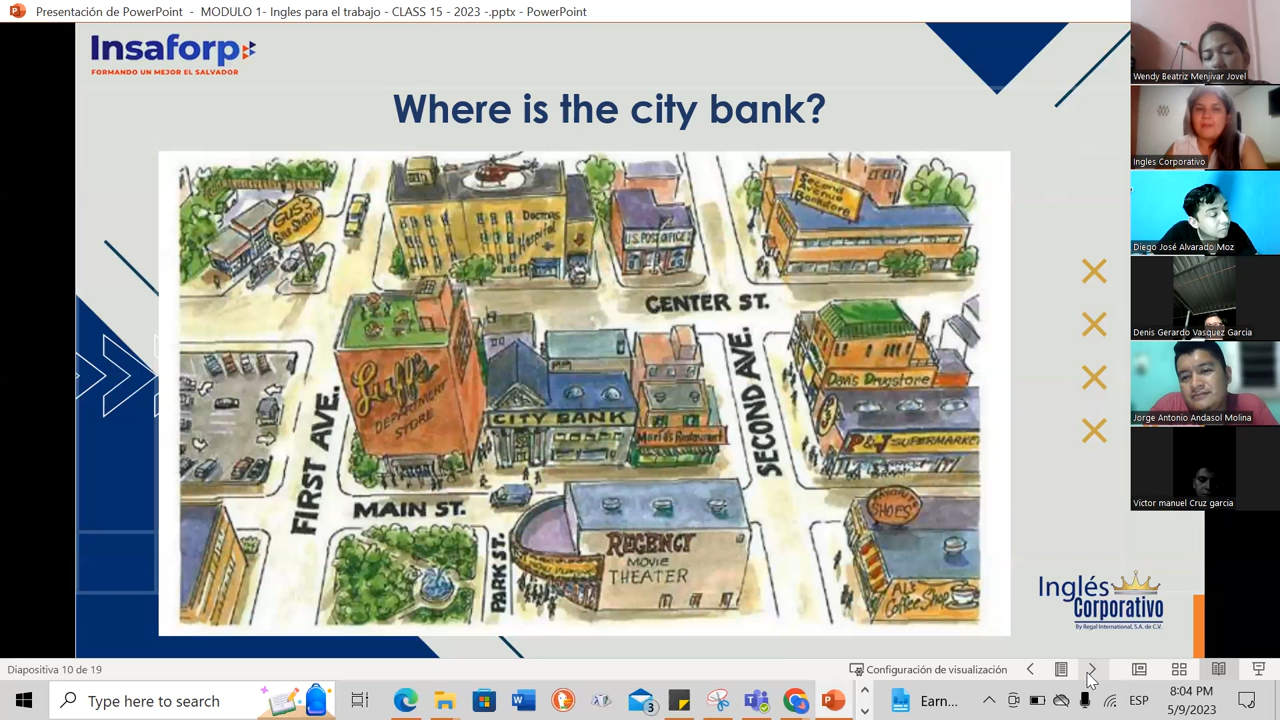 Presentación de PowerPoint - MODULO 1- Ingles para el trabajo - CLASS 15 - 2023 -.pptx - PowerPoint
Insaforp
FORMANDO UN MEJOR EL SALVADOR
Where is the city bank?
GUS'S
Gas Station
DOCTORS
Hospital
U.S. POST OFFICE
Second
Avenue
Bookstore
CENTER ST.
Luff's
DEPARTMENT
STORE
CITY BANK
Maria's Restaurant
Dave's Drugstore
P&J SUPERMARKET
FIRST AVE.
SECOND AVE.
MAIN ST.
PARK ST.
REGENCY
MOVIE
THEATER
FAVORITE
SHOES
AL'S
Coffee Shop
Inglés
Corporativo
By Regal International, S.A. de C.V.
Wendy Beatriz Menjivar Jovel
Ingles Corporativo
Diego José Alvarado Moz
Denis Gerardo Vasquez Garcia
Jorge Antonio Andasol Molina
Victor manuel Cruz garcia
Diapositiva 10 de 19
Configuración de visualización
Type here to search
3
Earn...
ESP
8:04 PM
5/9/2023